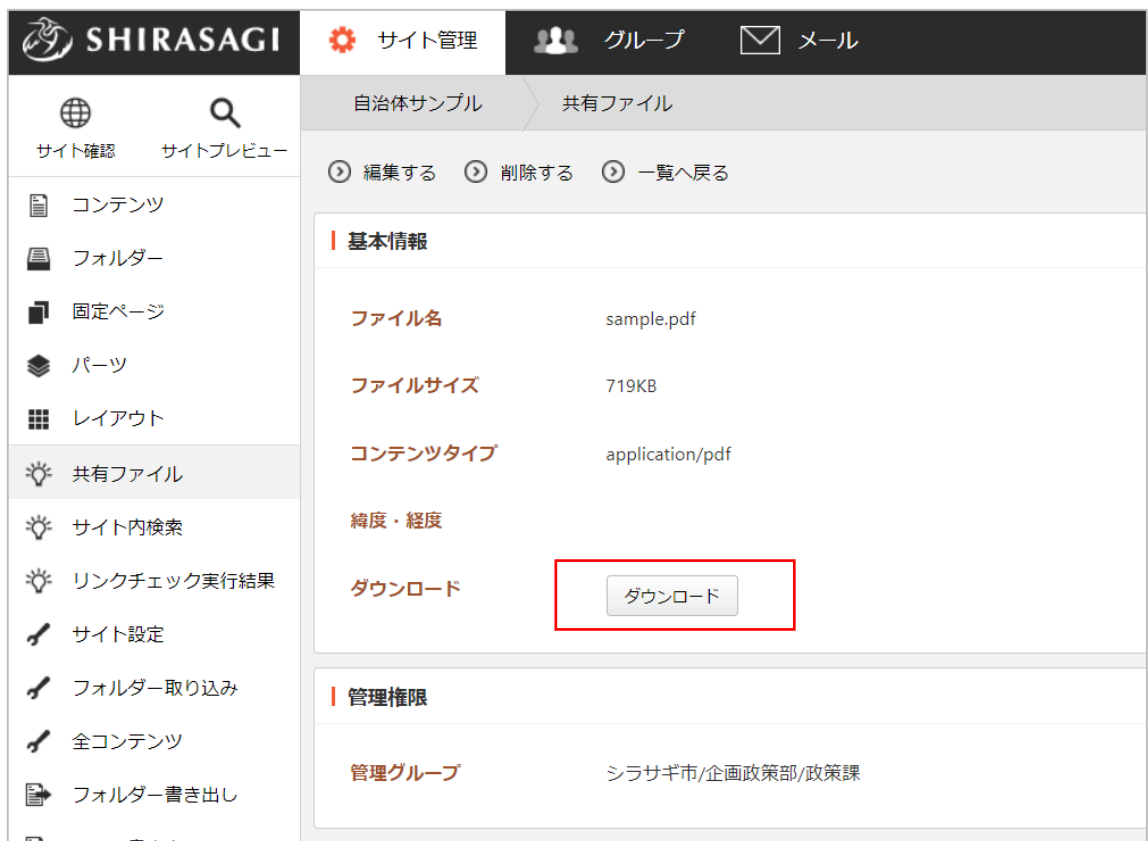 SHIRASAGI
サイト管理
グループ
メール
サイト確認
サイトプレビュー
自治体サンプル
共有ファイル
編集する
削除する
一覧へ戻る
コンテンツ
フォルダー
固定ページ
パーツ
レイアウト
共有ファイル
サイト内検索
リンクチェック実行結果
サイト設定
フォルダー取り込み
全コンテンツ
フォルダー書き出し
基本情報
ファイル名 sample.pdf
ファイルサイズ 719KB
コンテンツタイプ application/pdf
緯度・経度
ダウンロード ダウンロード
管理権限
管理グループ シラサギ市/企画政策部/政策課